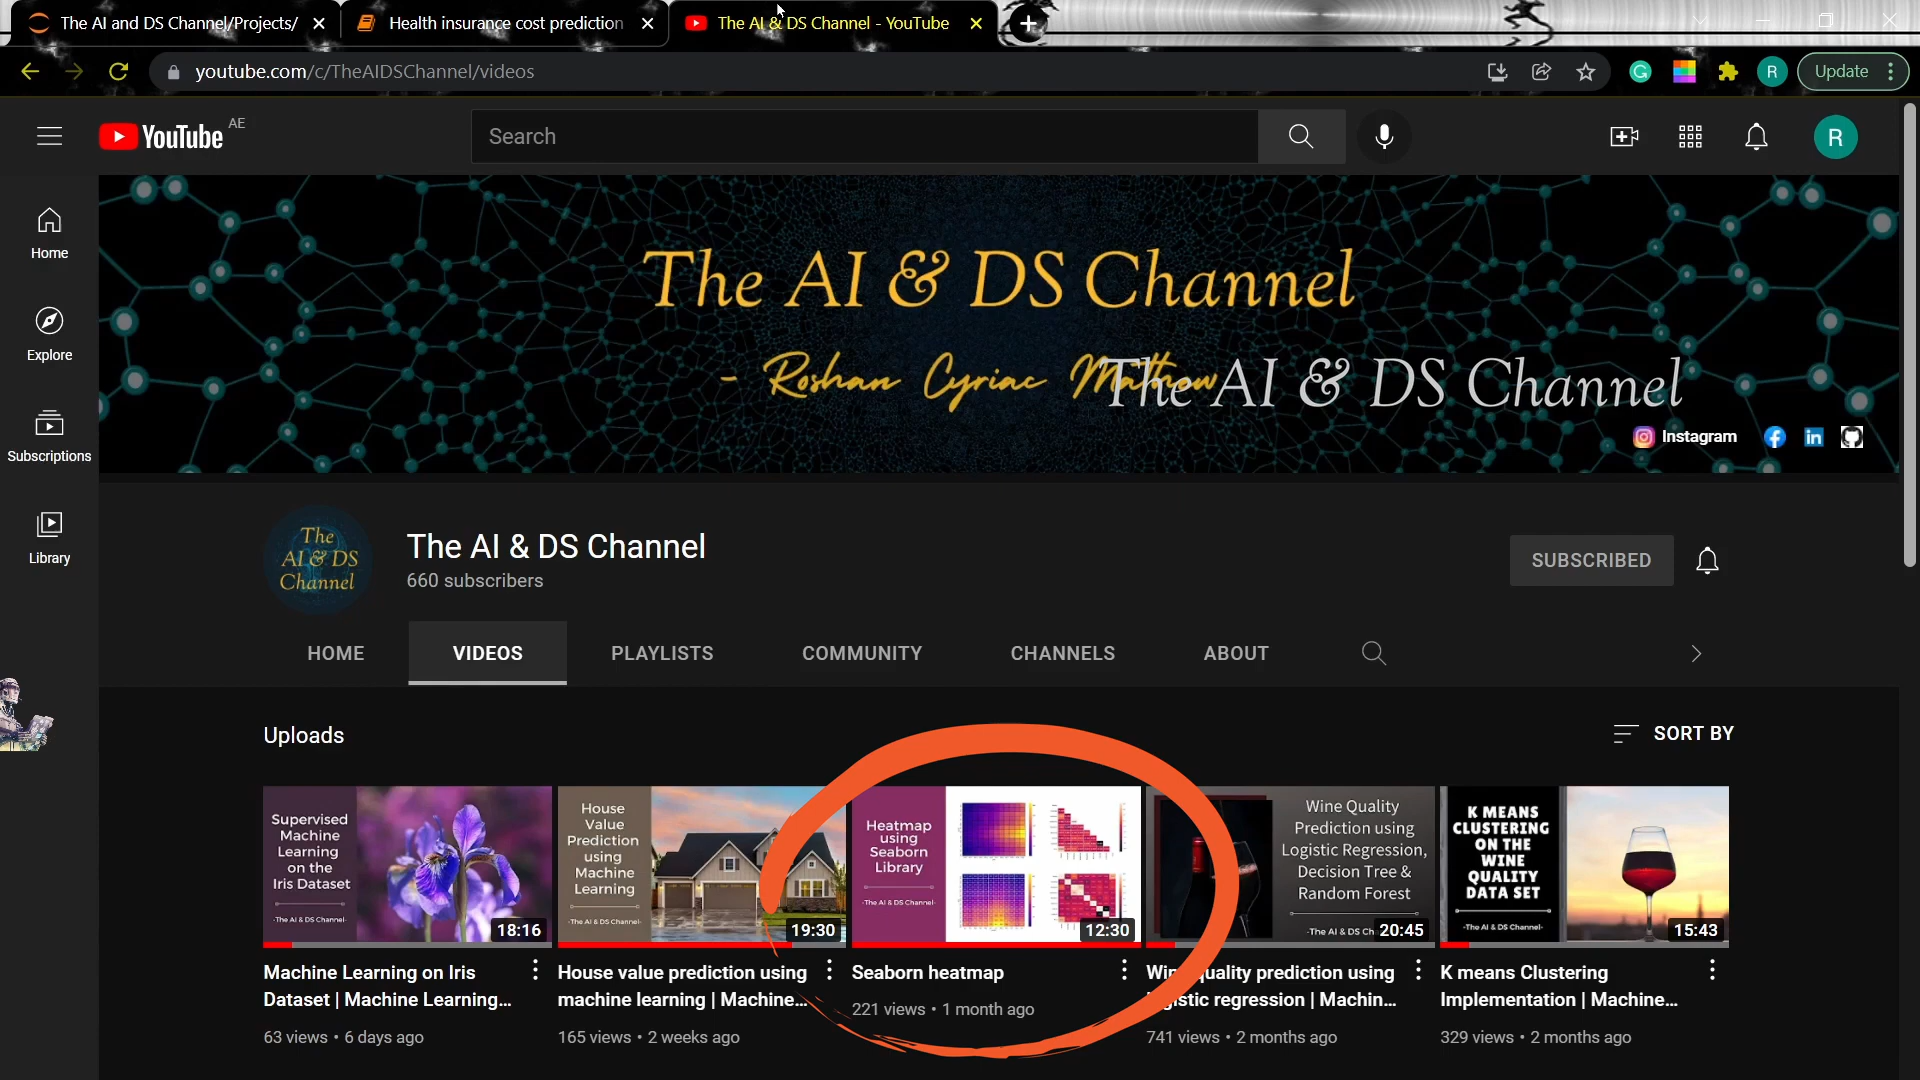 The AI and DS Channel/Projects/
Health insurance cost prediction
The AI & DS Channel - YouTube
youtube.com/c/TheAIDSChannel/videos
R
Update
YouTube AE
Search
R
Home
Explore
Subscriptions
Library
The AI & DS Channel
- Roshan Cyriac Mathew
The AI & DS Channel
Instagram
The
AI & DS
Channel
The AI & DS Channel
660 subscribers
SUBSCRIBED
HOME
VIDEOS
PLAYLISTS
COMMUNITY
CHANNELS
ABOUT
Uploads
SORT BY
Supervised
Machine
Learning
on the
Iris Dataset
-The AI & DS Channel-
18:16
House
Value
Prediction
using
Machine
Learning
-The AI & DS Channel-
19:30
Heatmap
using
Seaborn
Library
-The AI & DS Channel-
12:30
Wine Quality
Prediction using
Logistic Regression,
Decision Tree &
Random Forest
-The AI & DS Ch
20:45
K MEANS
CLUSTERING
ON THE
WINE
QUALITY
DATA SET
-The AI & DS Channel-
15:43
Machine Learning on Iris
Dataset | Machine Learning...
63 views • 6 days ago
House value prediction using
machine learning | Machine...
165 views • 2 weeks ago
Seaborn heatmap
221 views • 1 month ago
quality prediction using
regression | Machin...
741 views • 2 months ago
K means Clustering
Implementation | Machine...
329 views • 2 months ago